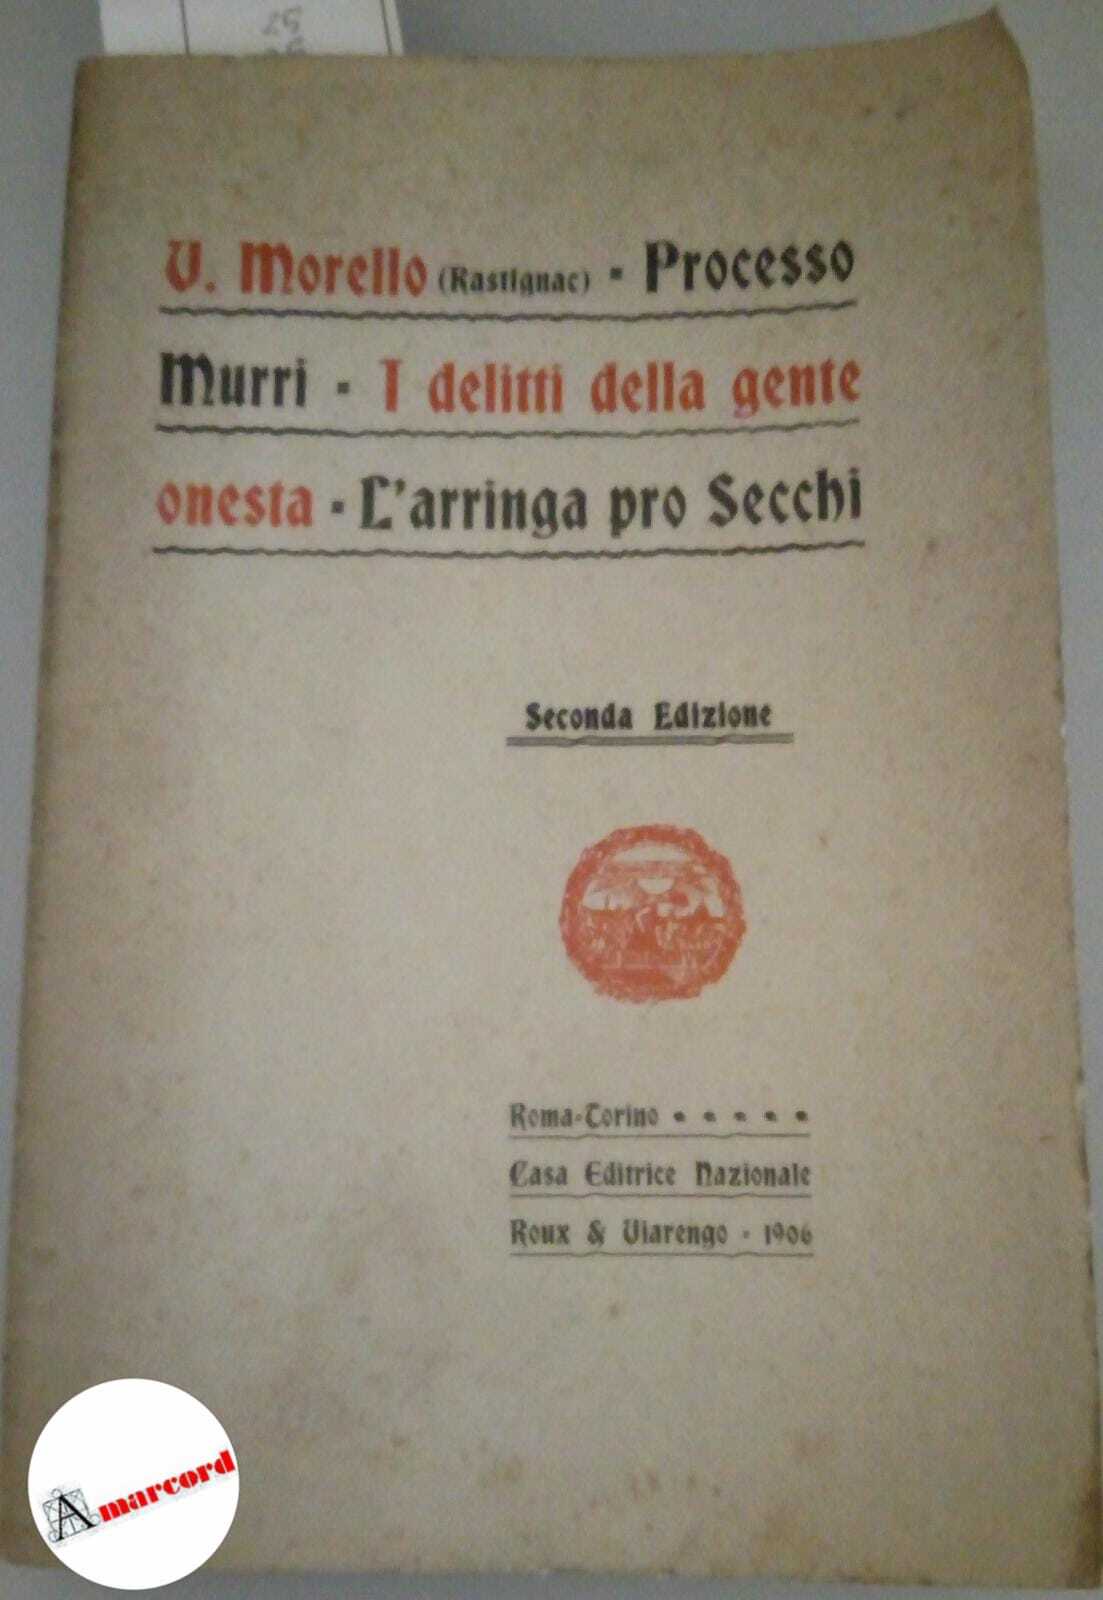 V. Morello (Rastignac) - Processo
Murri - I delitti della gente
onesta - L'arringa pro Secchi
Seconda Edizione
Roma-Torino • • • • •
Casa Editrice Nazionale
Roux & Viarengo - 1906
Amarcord